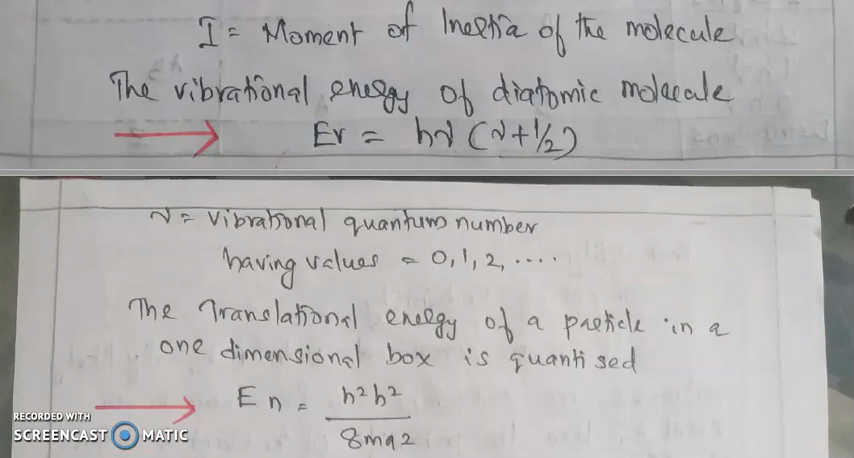 I = Moment of Inertia of the molecule
The vibrational energy of diatomic molecule
Ev = hν (v+1/2)
v = vibrational quantum number
having values = 0, 1, 2, ....
The Translational energy of a particle in a
one dimensional box is quantised
En = h²h²
8ma2
RECORDED WITH
SCREENCAST MATIC